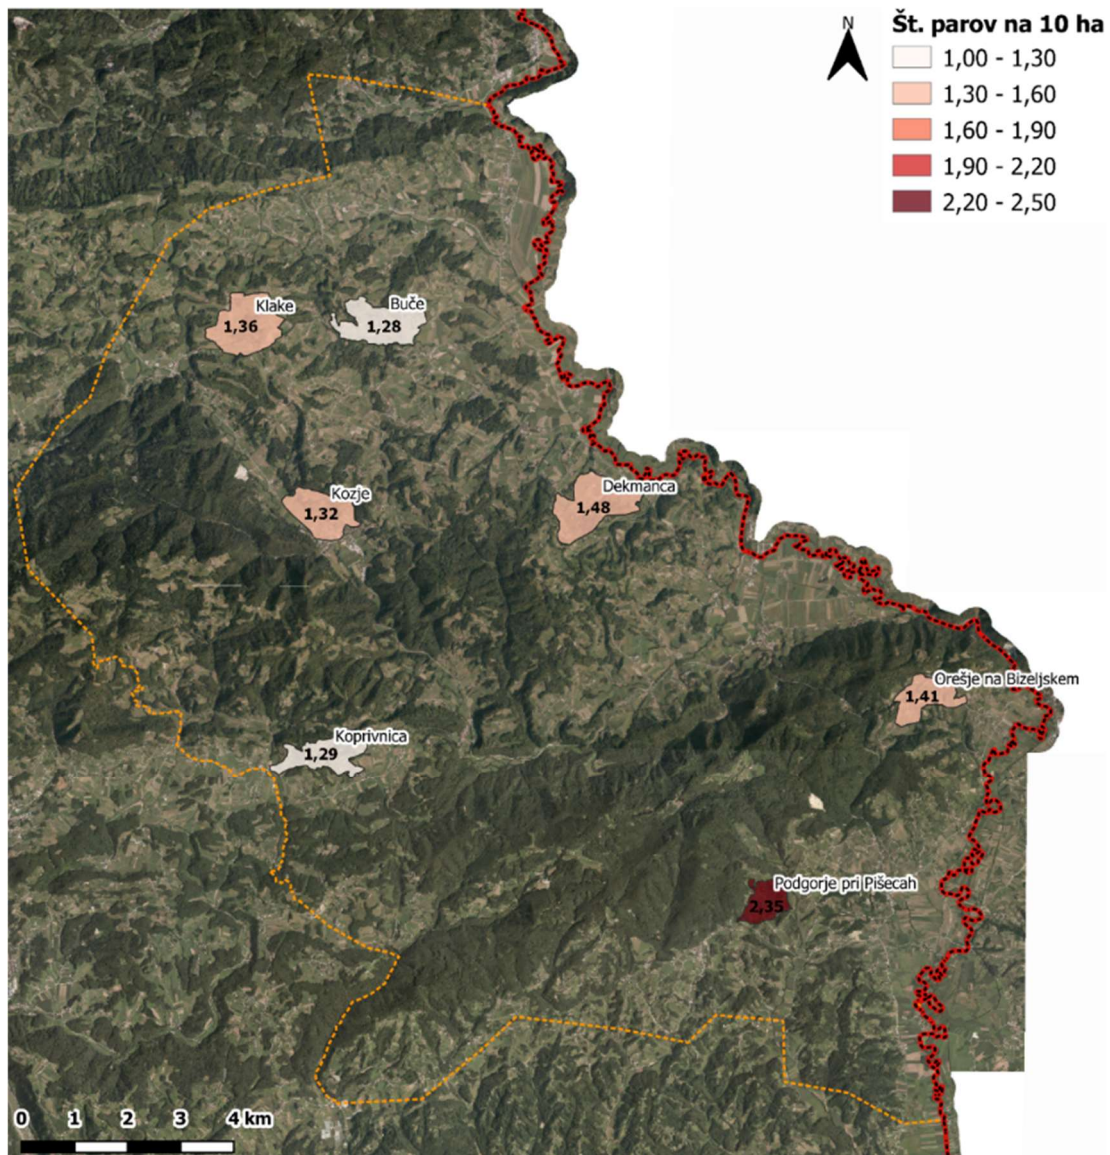 N
Št. parov na 10 ha
1,00 - 1,30
1,30 - 1,60
1,60 - 1,90
1,90 - 2,20
2,20 - 2,50
Klake
1,36
Buče
1,28
Kozje
1,32
Dekmanca
1,48
Orešje na Bizeljskem
1,41
Koprivnica
1,29
Podgorje pri Pišecah
2,35
0 1 2 3 4 km